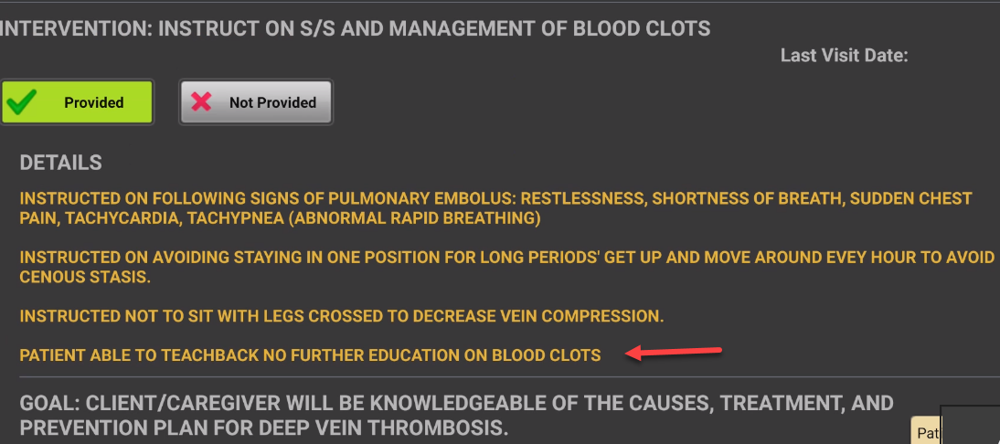 INTERVENTION: INSTRUCT ON S/S AND MANAGEMENT OF BLOOD CLOTS
Last Visit Date:
Provided
Not Provided
DETAILS
INSTRUCTED ON FOLLOWING SIGNS OF PULMONARY EMBOLUS: RESTLESSNESS, SHORTNESS OF BREATH, SUDDEN CHEST
PAIN, TACHYCARDIA, TACHYPNEA (ABNORMAL RAPID BREATHING)
INSTRUCTED ON AVOIDING STAYING IN ONE POSITION FOR LONG PERIODS' GET UP AND MOVE AROUND EVEY HOUR TO AVOID
CENOUS STASIS.
INSTRUCTED NOT TO SIT WITH LEGS CROSSED TO DECREASE VEIN COMPRESSION.
PATIENT ABLE TO TEACHBACK NO FURTHER EDUCATION ON BLOOD CLOTS
GOAL: CLIENT/CAREGIVER WILL BE KNOWLEDGEABLE OF THE CAUSES, TREATMENT, AND
PREVENTION PLAN FOR DEEP VEIN THROMBOSIS.
Pat